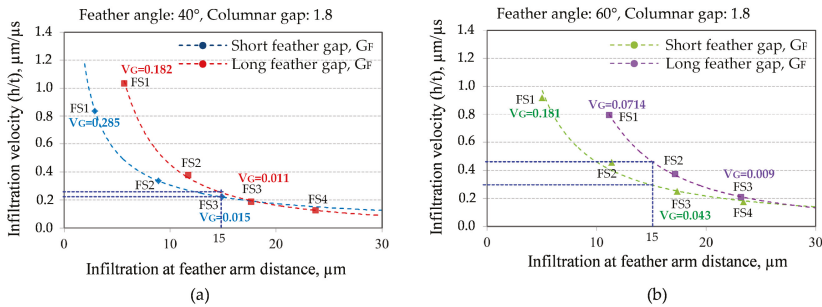 Feather angle: 40°, Columnar gap: 1.8
Infiltration velocity (h/t), µm/µs
1.4
1.2
1.0
0.8
0.6
0.4
0.2
0
Short feather gap, GF
Long feather gap, GF
VG=0.182
FS1
FS1
VG=0.285
FS2
FS2
VG=0.011
FS3
FS4
FS3
VG=0.015
0
10
15
20
30
Infiltration at feather arm distance, µm
(a)
Feather angle: 60°, Columnar gap: 1.8
Infiltration velocity (h/t), µm/µs
1.4
1.2
1.0
0.8
0.6
0.4
0.2
0
Short feather gap, GF
Long feather gap, GF
FS1
VG=0.181
VG=0.0714
FS1
FS2
FS2
VG=0.009
FS3
FS3
FS4
VG=0.043
0
10
15
20
30
Infiltration at feather arm distance, µm
(b)